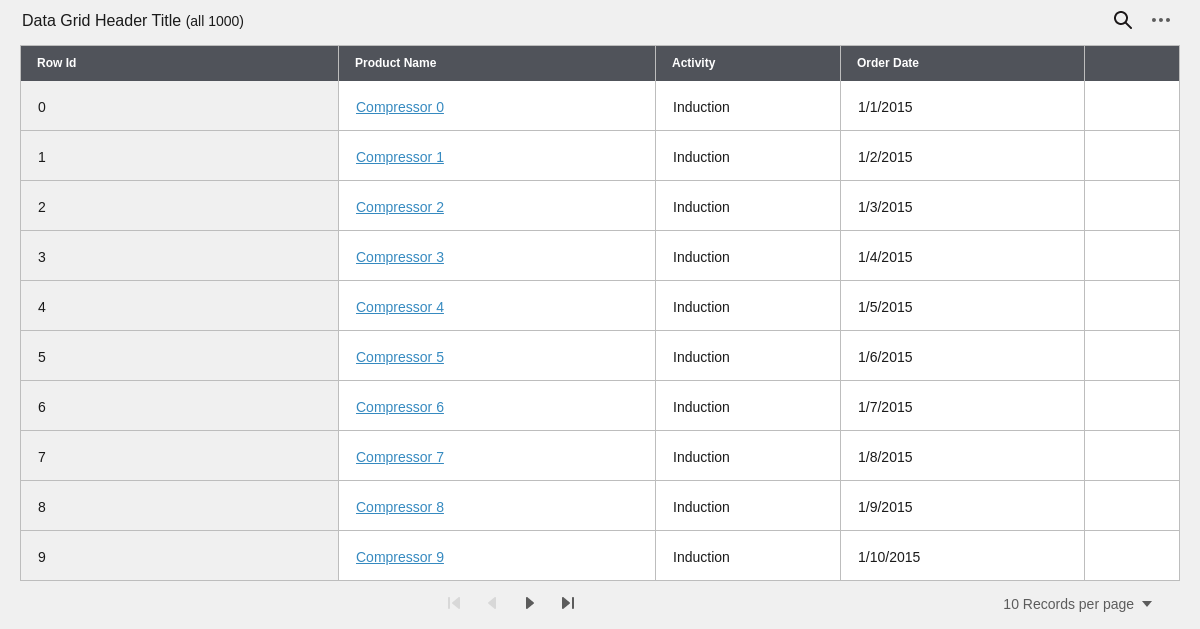 Data Grid Header Title (all 1000)
Row Id Product Name Activity Order Date
0 Compressor 0 Induction 1/1/2015
1 Compressor 1 Induction 1/2/2015
2 Compressor 2 Induction 1/3/2015
3 Compressor 3 Induction 1/4/2015
4 Compressor 4 Induction 1/5/2015
5 Compressor 5 Induction 1/6/2015
6 Compressor 6 Induction 1/7/2015
7 Compressor 7 Induction 1/8/2015
8 Compressor 8 Induction 1/9/2015
9 Compressor 9 Induction 1/10/2015
10 Records per page